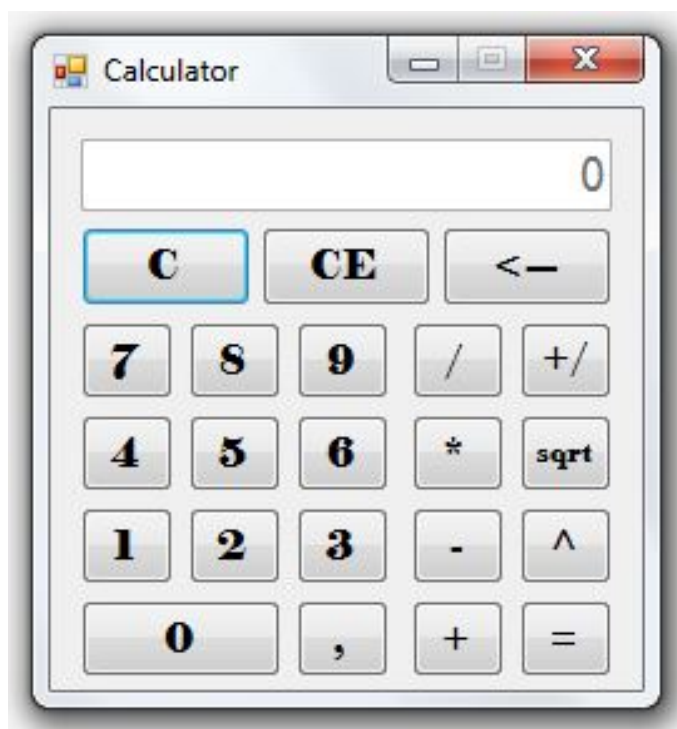 Calculator
0
C CE <–
7 8 9 / +/
4 5 6 * sqrt
1 2 3 - ^
0 , + =